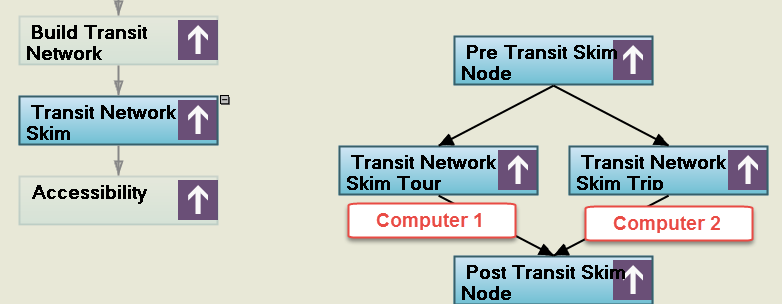 Build Transit
Network
Transit Network
Skim
Accessibility
Pre Transit Skim
Node
Transit Network
Skim Tour
Transit Network
Skim Trip
Computer 1
Computer 2
Post Transit Skim
Node